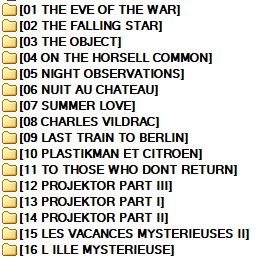 [01 THE EVE OF THE WAR]
[02 THE FALLING STAR]
[03 THE OBJECT]
[04 ON THE HORSELL COMMON]
[05 NIGHT OBSERVATIONS]
[06 NUIT AU CHATEAU]
[07 SUMMER LOVE]
[08 CHARLES VILDRAC]
[09 LAST TRAIN TO BERLIN]
[10 PLASTIKMAN ET CITROEN]
[11 TO THOSE WHO DONT RETURN]
[12 PROJEKTOR PART III]
[13 PROJEKTOR PART I]
[14 PROJEKTOR PART II]
[15 LES VACANCES MYSTERIEUSES II]
[16 L ILLE MYSTERIEUSE]